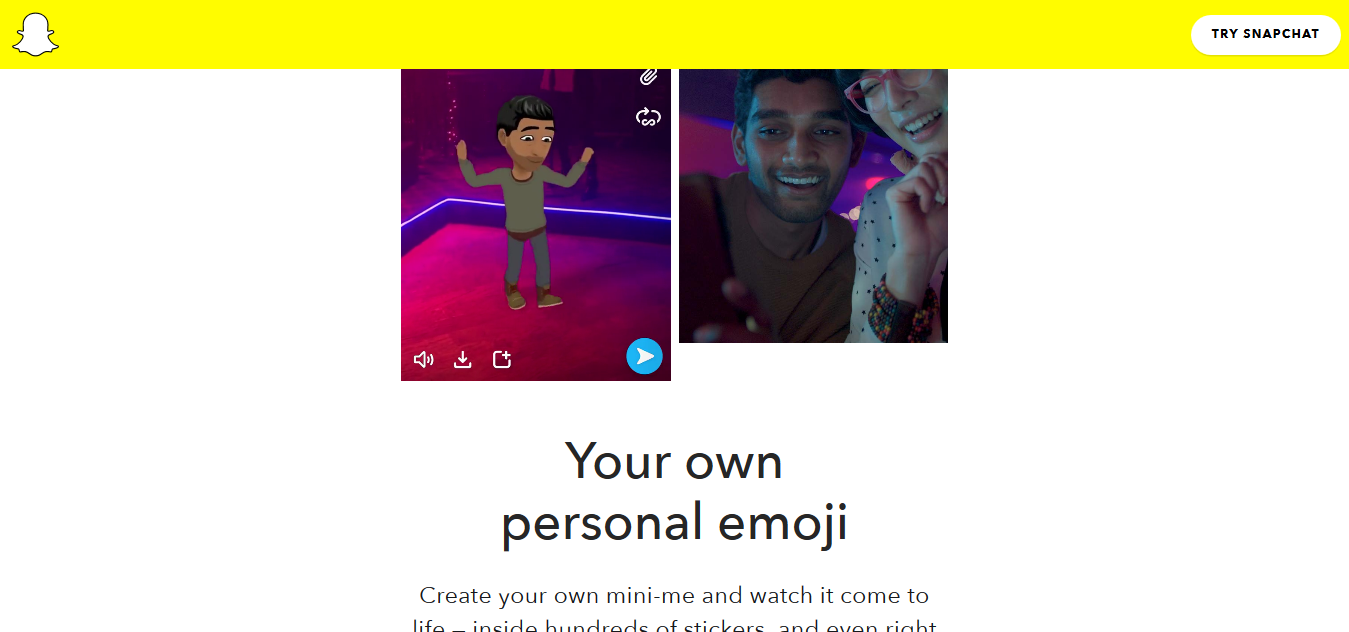 TRY SNAPCHAT
Your own
personal emoji
Create your own mini-me and watch it come to
life – inside hundreds of stickers, and even right